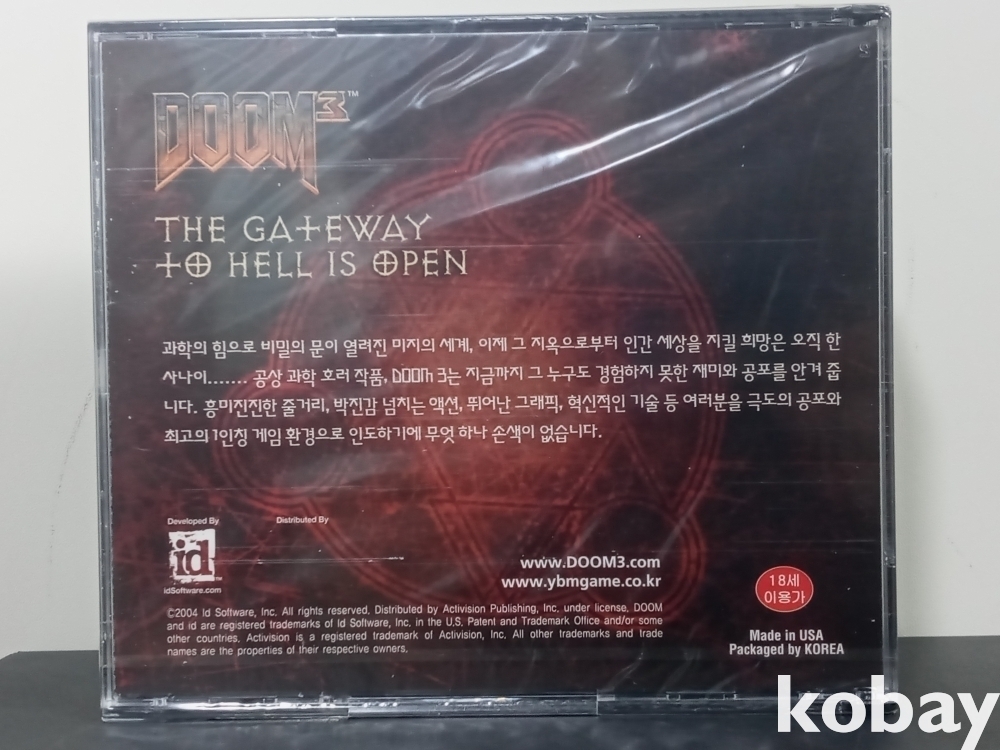 DOOM3™
THE GATEWAY
TO HELL IS OPEN
과학의 힘으로 비밀의 문이 열려진 미지의 세계, 이제 그 지옥으로부터 인간 세상을 지킬 희망은 오직 한
사나이....... 공상 과학 호러 작품, DOOM 3는 지금까지 그 누구도 경험하지 못한 재미와 공포를 안겨 줍
니다. 흥미진진한 줄거리, 박진감 넘치는 액션, 뛰어난 그래픽, 혁신적인 기술 등 여러분을 극도의 공포와
최고의 1인칭 게임 환경으로 인도하기에 무엇 하나 손색이 없습니다.
Developed By
Distributed By
id™
idSoftware.com
www.DOOM3.com
www.ybmgame.co.kr
©2004 Id Software, Inc. All rights reserved. Distributed by Activision Publishing, Inc. under license. DOOM
and id are registered trademarks of Id Software, Inc. in the U.S. Patent and Trademark Office and/or some
other countries. Activision is a registered trademark of Activision, Inc. All other trademarks and trade
names are the properties of their respective owners.
18세
이용가
Made in USA
Packaged by KOREA
kobay